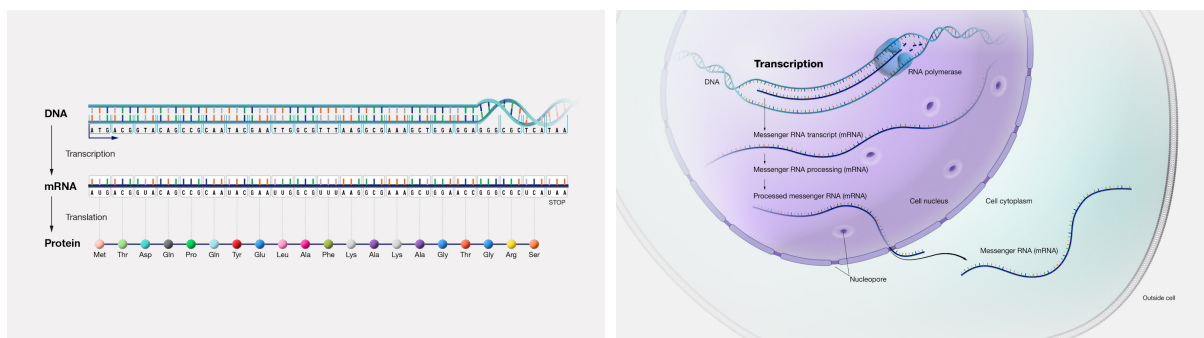 DNA
ATGACGGTACAGCCGCAATACGAATTGGCGTTTAAGGCGAAAGCTGGAGGAGGGCGCTCATAA
Transcription
mRNA
AUGACGGUACAGCCGCAAUACGAAUUGGCGUUUAAGGCGAAAGCUGGAACCGGGCGCUCAUAA
STOP
Translation
Protein
Met Thr Asp Gln Pro Gln Tyr Glu Leu Ala Phe Lys Ala Lys Ala Gly Thr Gly Arg Ser
Transcription
RNA polymerase
DNA
Messenger RNA transcript (mRNA)
Messenger RNA processing (mRNA)
Processed messenger RNA (mRNA)
Cell nucleus
Cell cytoplasm
Messenger RNA (mRNA)
Nucleopore
Outside cell